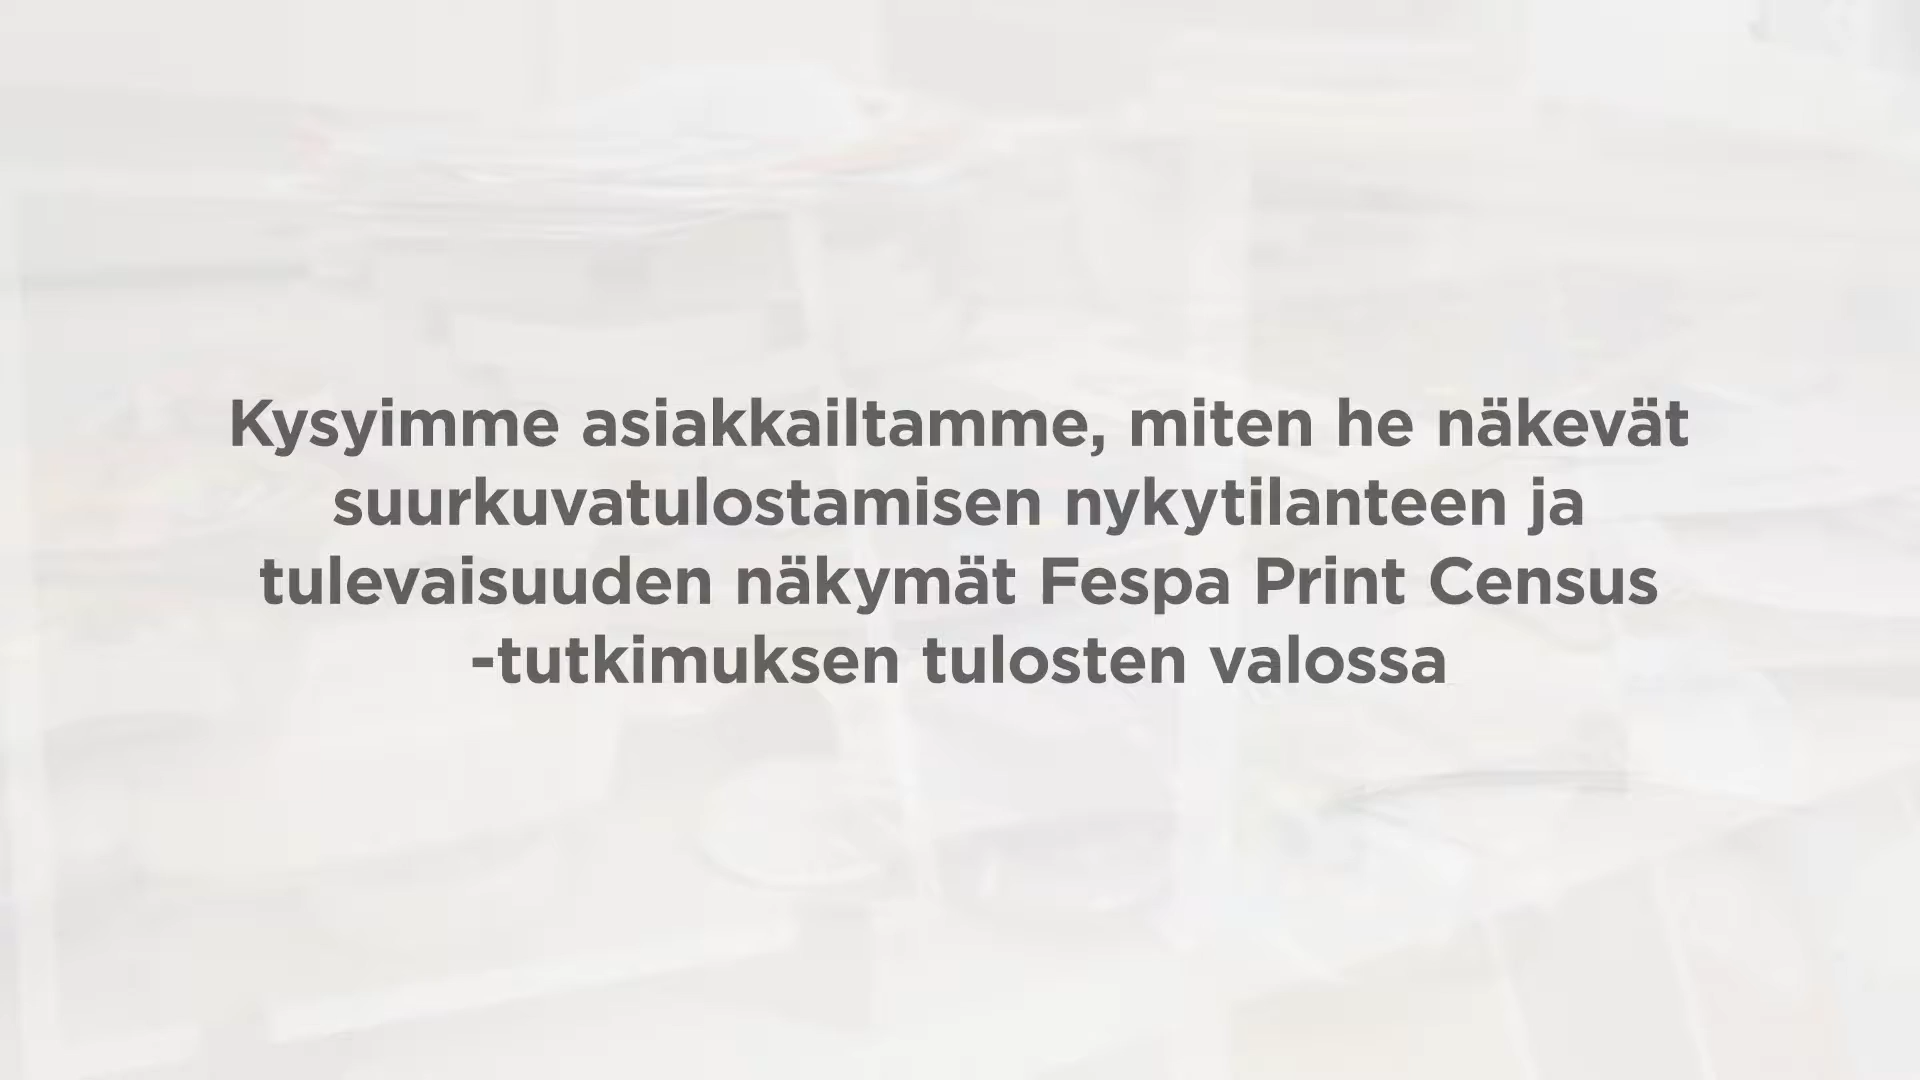 Kysyimme asiakkailtamme, miten he näkevät
suurkuvatulostamisen nykytilanteen ja
tulevaisuuden näkymät Fespa Print Census
-tutkimuksen tulosten valossa